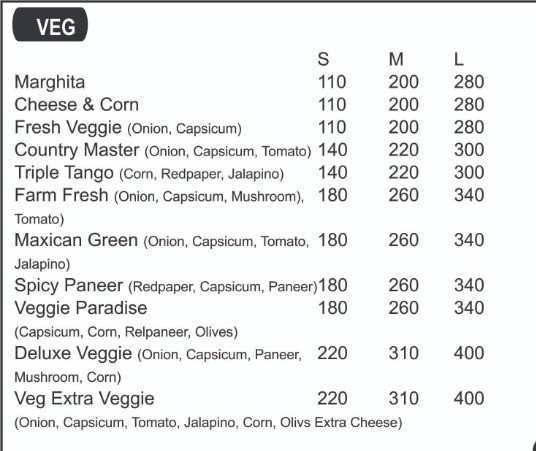 VEG
S M L
Marghita 110 200 280
Cheese & Corn 110 200 280
Fresh Veggie (Onion, Capsicum) 110 200 280
Country Master (Onion, Capsicum, Tomato) 140 220 300
Triple Tango (Corn, Redpaper, Jalapino) 140 220 300
Farm Fresh (Onion, Capsicum, Mushroom), 180 260 340
Tomato)
Maxican Green (Onion, Capsicum, Tomato, 180 260 340
Jalapino)
Spicy Paneer (Redpaper, Capsicum, Paneer) 180 260 340
Veggie Paradise 180 260 340
(Capsicum, Corn, Relpaneer, Olives)
Deluxe Veggie (Onion, Capsicum, Paneer, 220 310 400
Mushroom, Corn)
Veg Extra Veggie 220 310 400
(Onion, Capsicum, Tomato, Jalapino, Corn, Olivs Extra Cheese)